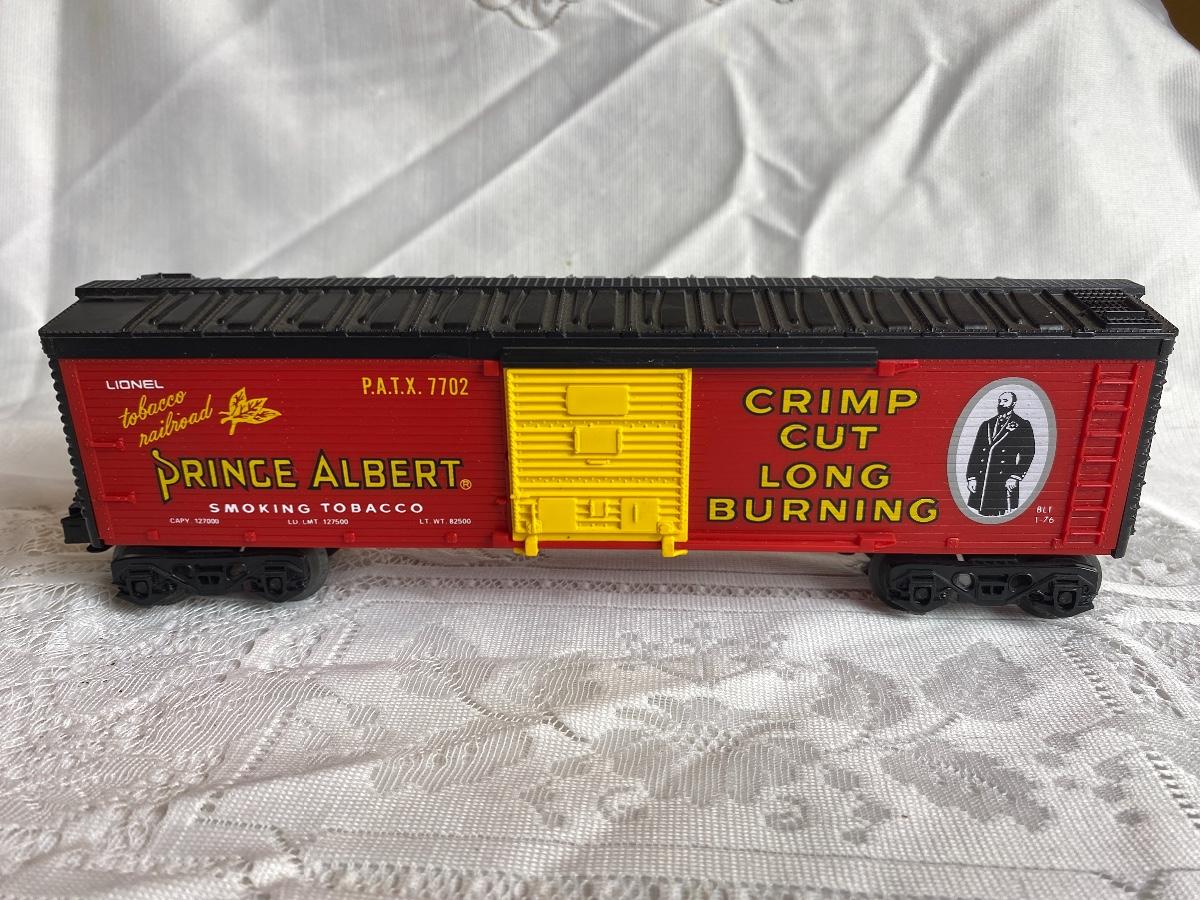 LIONEL
tobacco
railroad
P.A.T.X. 7702
PRINCE ALBERT®
SMOKING TOBACCO
CAPY. 127000 LD. LMT. 127500 LT. WT. 82500
CRIMP
CUT
LONG
BURNING
BLT
1-76